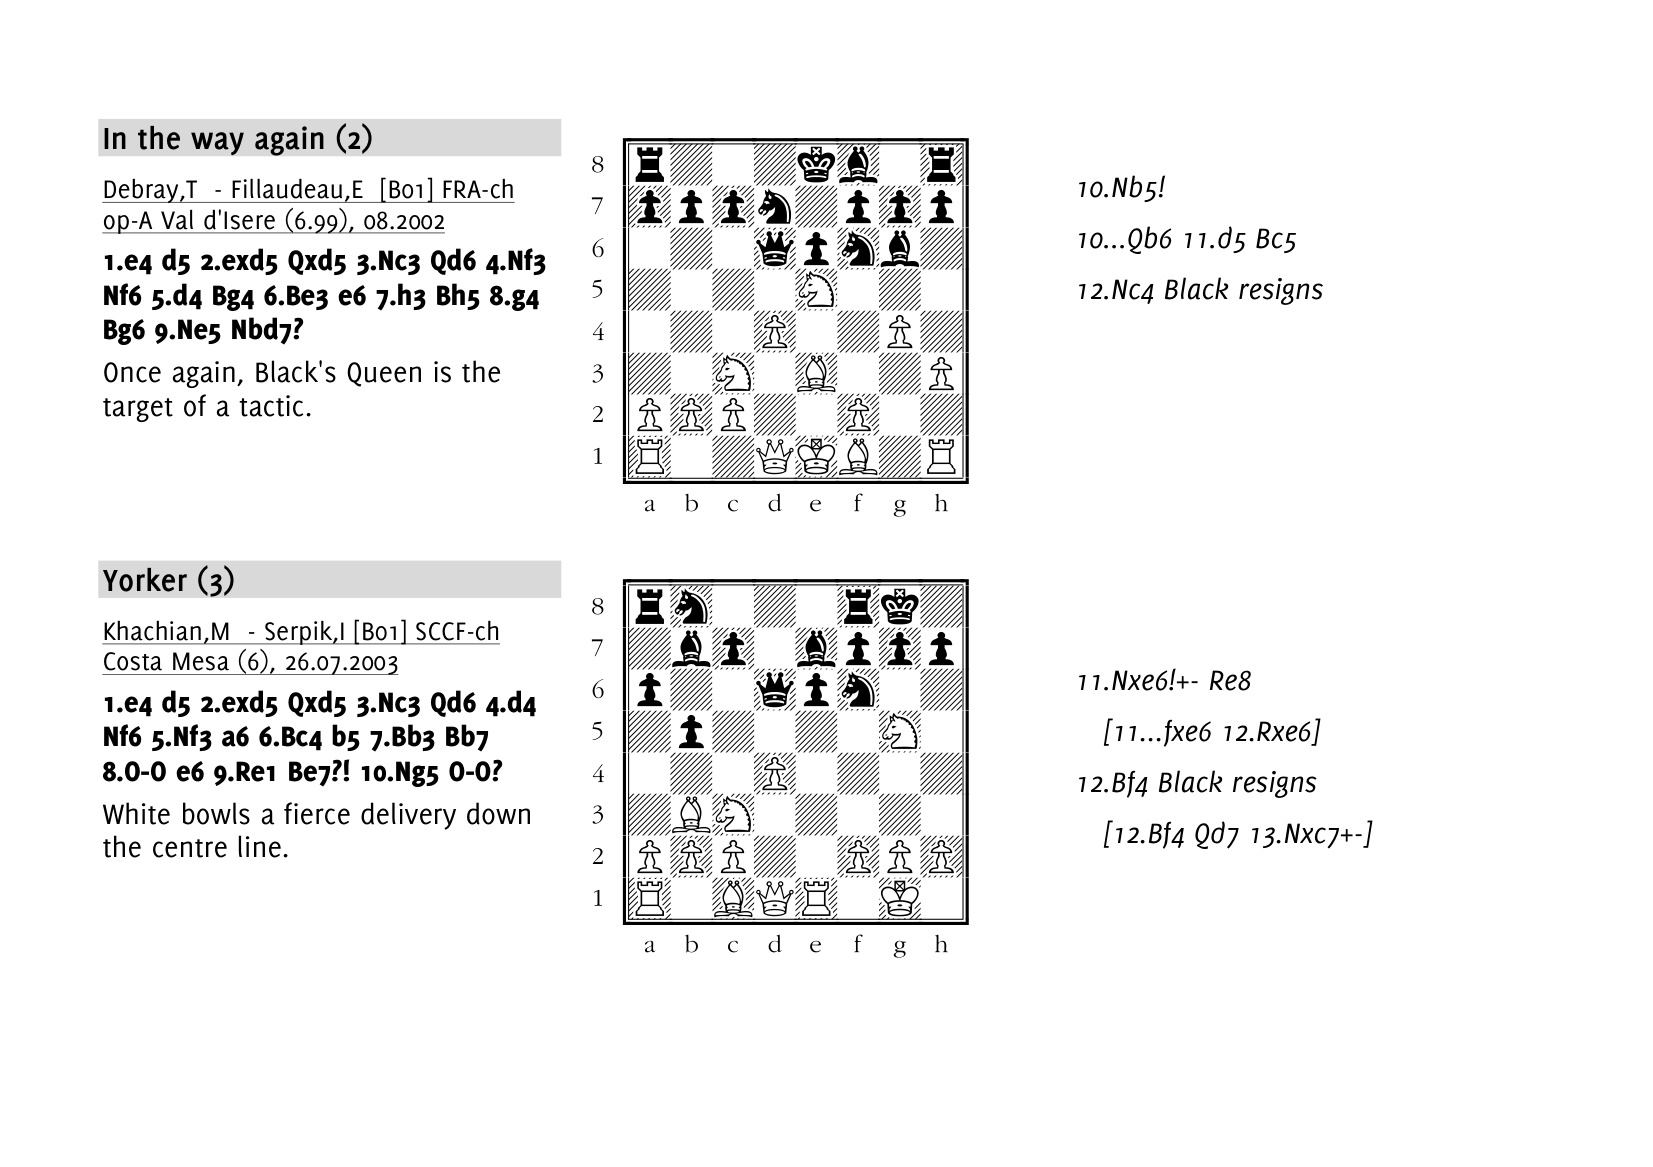 In the way again (2)
Debray,T - Fillaudeau,E [B01] FRA-ch
op-A Val d'Isere (6.99), 08.2002
1.e4 d5 2.exd5 Qxd5 3.Nc3 Qd6 4.Nf3
Nf6 5.d4 Bg4 6.Be3 e6 7.h3 Bh5 8.g4
Bg6 9.Ne5 Nbd7?
Once again, Black's Queen is the
target of a tactic.
8
7
6
5
4
3
2
1
a b c d e f g h
10.Nb5!
10...Qb6 11.d5 Bc5
12.Nc4 Black resigns
Yorker (3)
Khachian,M - Serpik,I [B01] SCCF-ch
Costa Mesa (6), 26.07.2003
1.e4 d5 2.exd5 Qxd5 3.Nc3 Qd6 4.d4
Nf6 5.Nf3 a6 6.Bc4 b5 7.Bb3 Bb7
8.0-0 e6 9.Re1 Be7?! 10.Ng5 0-0?
White bowls a fierce delivery down
the centre line.
8
7
6
5
4
3
2
1
a b c d e f g h
11.Nxe6!+- Re8
[11...fxe6 12.Rxe6]
12.Bf4 Black resigns
[12.Bf4 Qd7 13.Nxc7+-]